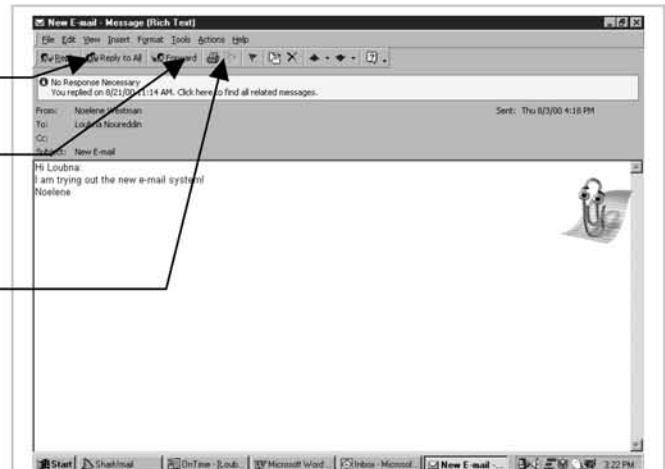 New E-mail - Message (Rich Text)
File Edit View Insert Format Tools Actions Help
Reply to All Forward
No Response Necessary
You replied on 8/21/00 11:14 AM. Click here to find all related messages.
From: Noelene Westman Sent: Thu 8/3/00 4:18 PM
To: Loubna Noureddin
Cc:
Subject: New E-mail
Hi Loubna:
I am trying out the new e-mail system!
Noelene
Start Sharkmail OnTime - [Loub... Microsoft Word ... Inbox - Microsof... New E-mail -... 3:22 PM